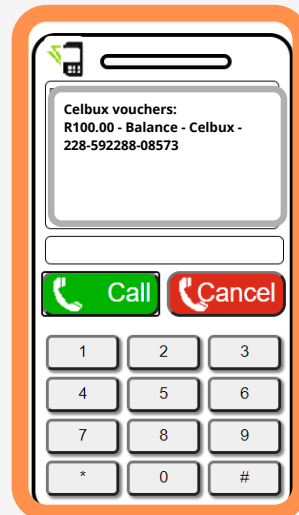 Celbux vouchers:
R100.00 - Balance - Celbux -
228-592288-08573
Call Cancel
1 2 3
4 5 6
7 8 9
* 0 #